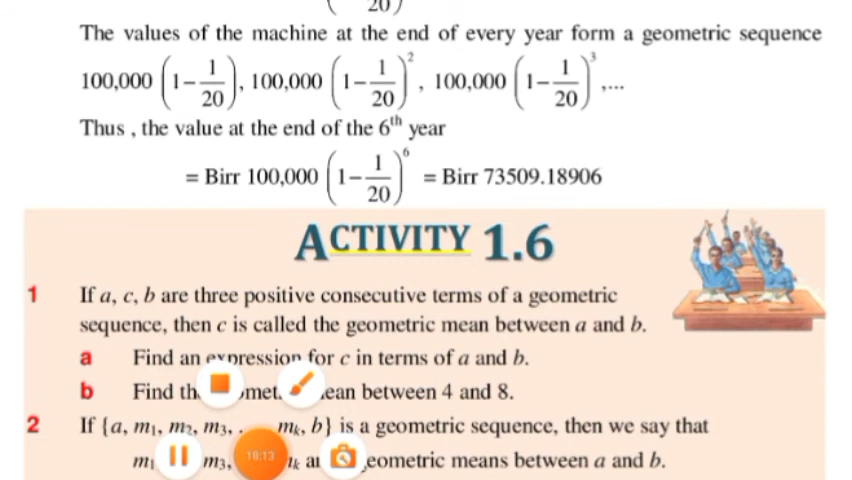 20
The values of the machine at the end of every year form a geometric sequence
100,000 (1 − 1/20), 100,000 (1 − 1/20)², 100,000 (1 − 1/20)³, ,...
Thus , the value at the end of the 6th year
= Birr 100,000 (1 − 1/20)⁶ = Birr 73509.18906
ACTIVITY 1.6
1 If a, c, b are three positive consecutive terms of a geometric
sequence, then c is called the geometric mean between a and b.
a Find an expression for c in terms of a and b.
b Find between 4 and 8.
2 If {a, m₁, m₂, m₃, . mₖ, b} is a geometric sequence, then we say that
m₃, 18:13 means between a and b.